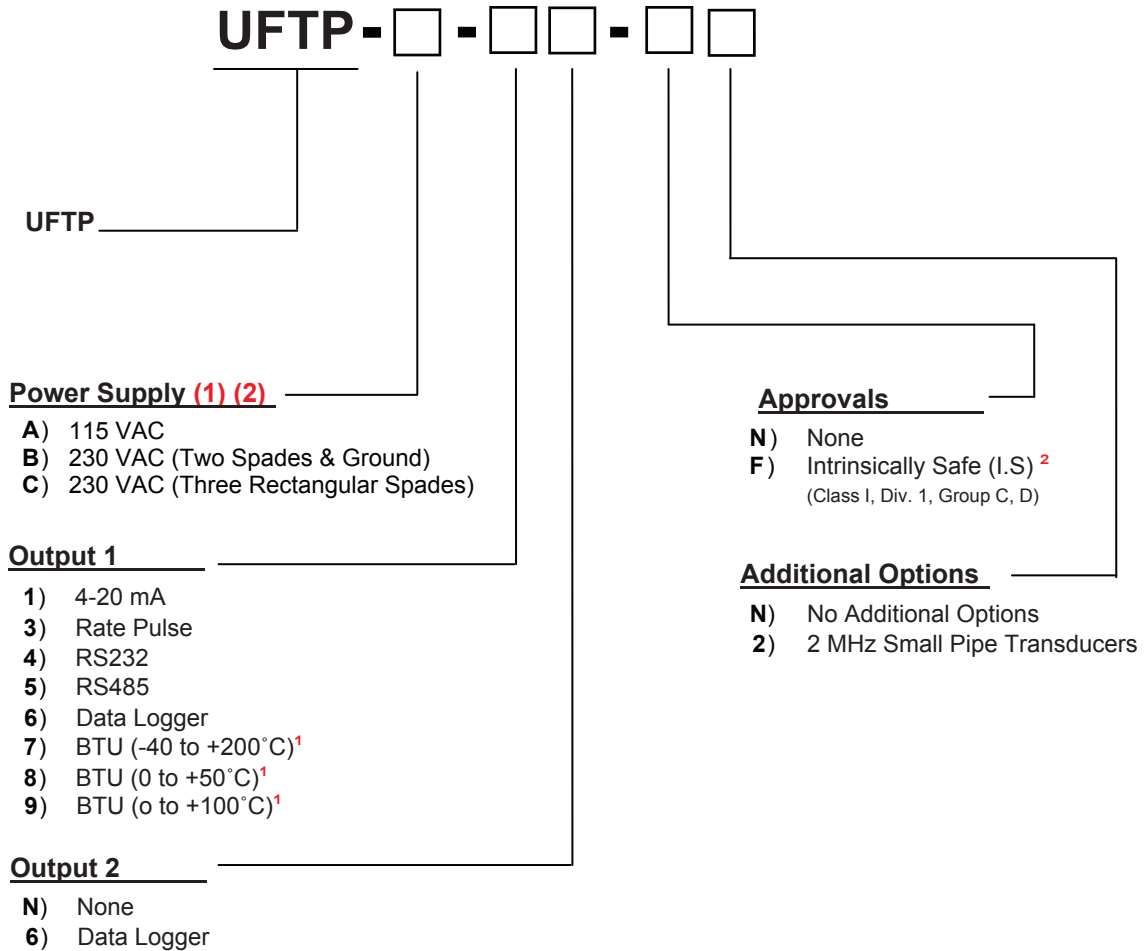 UFTP-□-□□-□□
UFTP
Power Supply (1) (2)
A) 115 VAC
B) 230 VAC (Two Spades & Ground)
C) 230 VAC (Three Rectangular Spades)
Output 1
1) 4-20 mA
3) Rate Pulse
4) RS232
5) RS485
6) Data Logger
7) BTU (-40 to +200˚C)¹
8) BTU (0 to +50˚C)¹
9) BTU (o to +100˚C)¹
Output 2
N) None
6) Data Logger
Approvals
N) None
F) Intrinsically Safe (I.S) ²
(Class I, Div. 1, Group C, D)
Additional Options
N) No Additional Options
2) 2 MHz Small Pipe Transducers